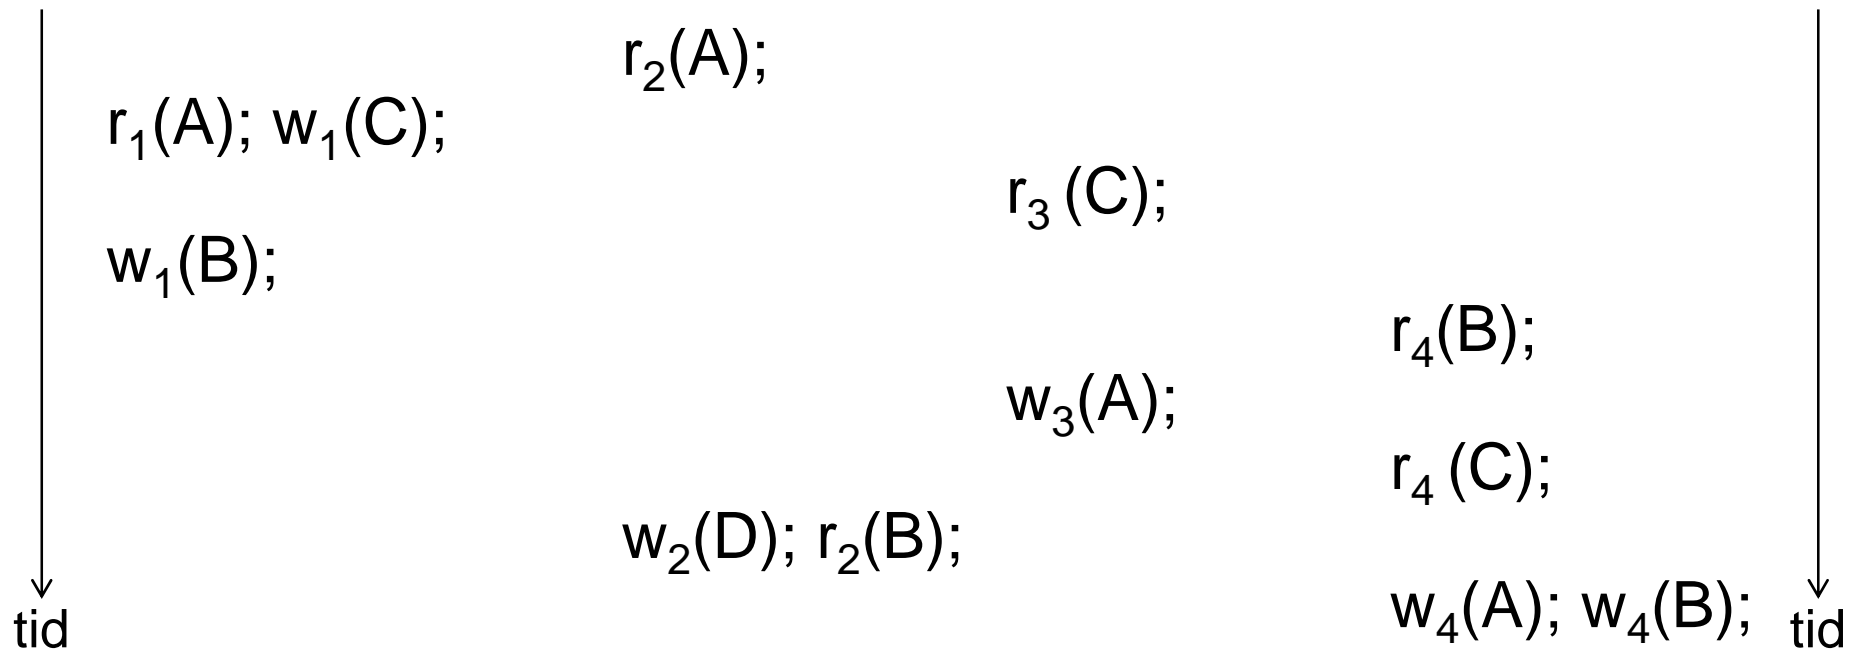 r₂(A);
r₁(A); w₁(C);
r₃ (C);
w₁(B);
r₄(B);
w₃(A);
r₄ (C);
w₂(D); r₂(B);
w₄(A); w₄(B);
tid
tid